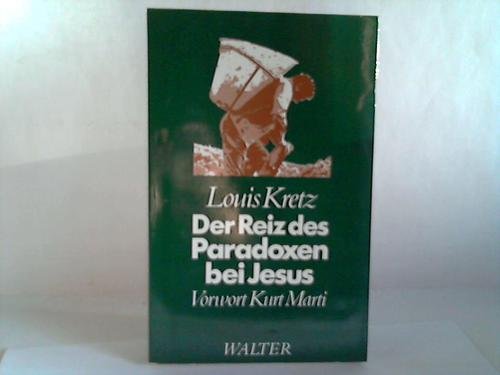 Louis Kretz
Der Reiz des
Paradoxen
bei Jesus
Vorwort Kurt Marti
WALTER